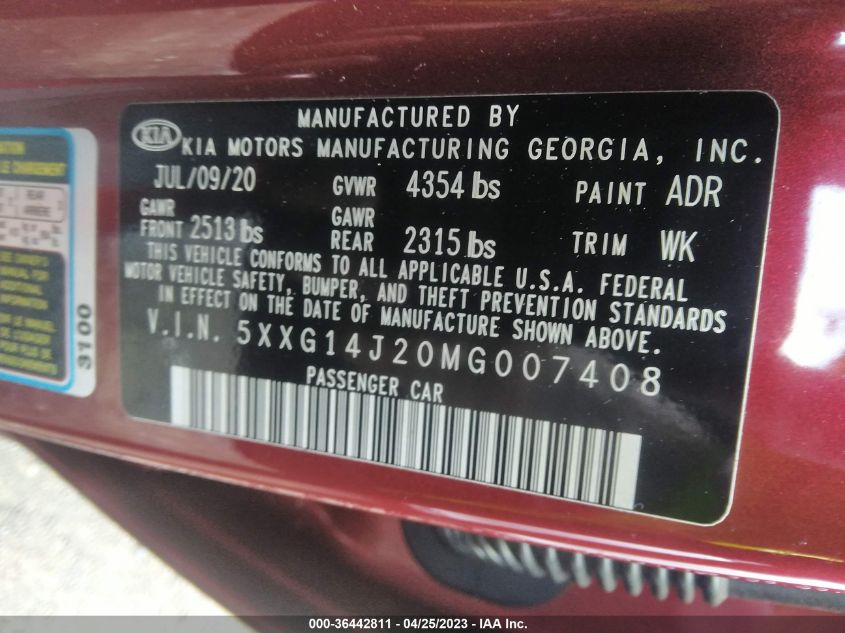 MANUFACTURED BY
KIA KIA MOTORS MANUFACTURING GEORGIA, INC.
JUL/09/20 GVWR 4354 lbs PAINT ADR
GAWR FRONT 2513 lbs GAWR REAR 2315 lbs TRIM WK
THIS VEHICLE CONFORMS TO ALL APPLICABLE U.S.A. FEDERAL
MOTOR VEHICLE SAFETY, BUMPER, AND THEFT PREVENTION STANDARDS
IN EFFECT ON THE DATE OF MANUFACTURE SHOWN ABOVE.
V.I.N. 5XXG14J20MG007408
PASSENGER CAR
3100
REAR
ARRIERE
000-36442811 - 04/25/2023 - IAA Inc.